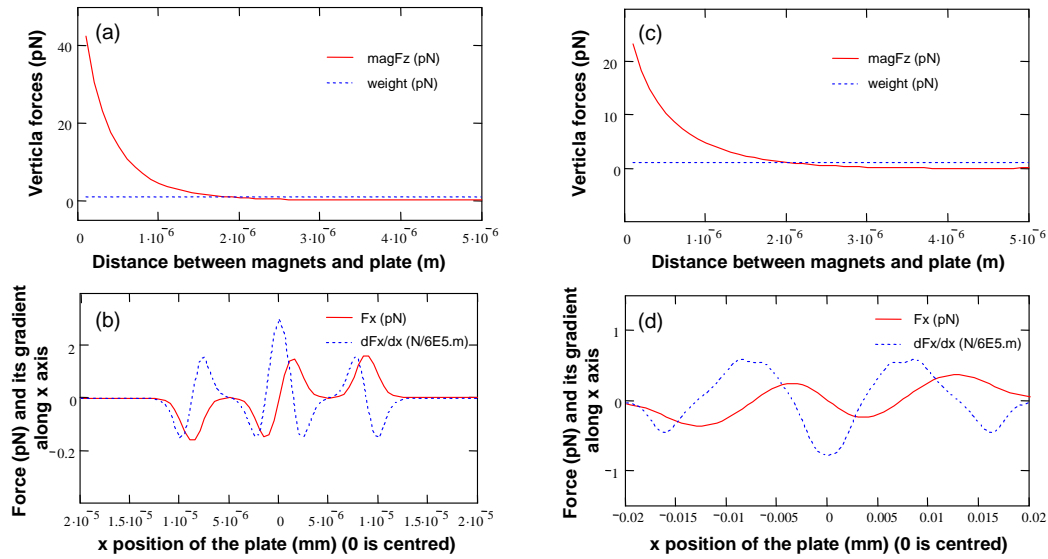 (a)
Verticla forces (pN)
40
20
0
magFz (pN)
weight (pN)
0 1·10⁻⁶ 2·10⁻⁶ 3·10⁻⁶ 4·10⁻⁶ 5·10⁻⁶
Distance between magnets and plate (m)
(c)
Verticla forces (pN)
20
10
0
magFz (pN)
weight (pN)
0 1·10⁻⁶ 2·10⁻⁶ 3·10⁻⁶ 4·10⁻⁶ 5·10⁻⁶
Distance between magnets and plate (m)
(b)
Force (pN) and its gradient
along x axis
2
0
−0.2
Fx (pN)
dFx/dx (N/6E5.m)
2·10⁻⁵ 1.5·10⁻⁵ 1·10⁻⁵ 5·10⁻⁶ 0 5·10⁻⁶ 1·10⁻⁵ 1.5·10⁻⁵ 2·10⁻⁵
x position of the plate (mm) (0 is centred)
(d)
Force (pN) and its gradient
along x axis
1
0
−1
Fx (pN)
dFx/dx (N/6E5.m)
−0.02 −0.015 −0.01 −0.005 0 0.005 0.01 0.015 0.02
x position of the plate (mm) (0 is centred)